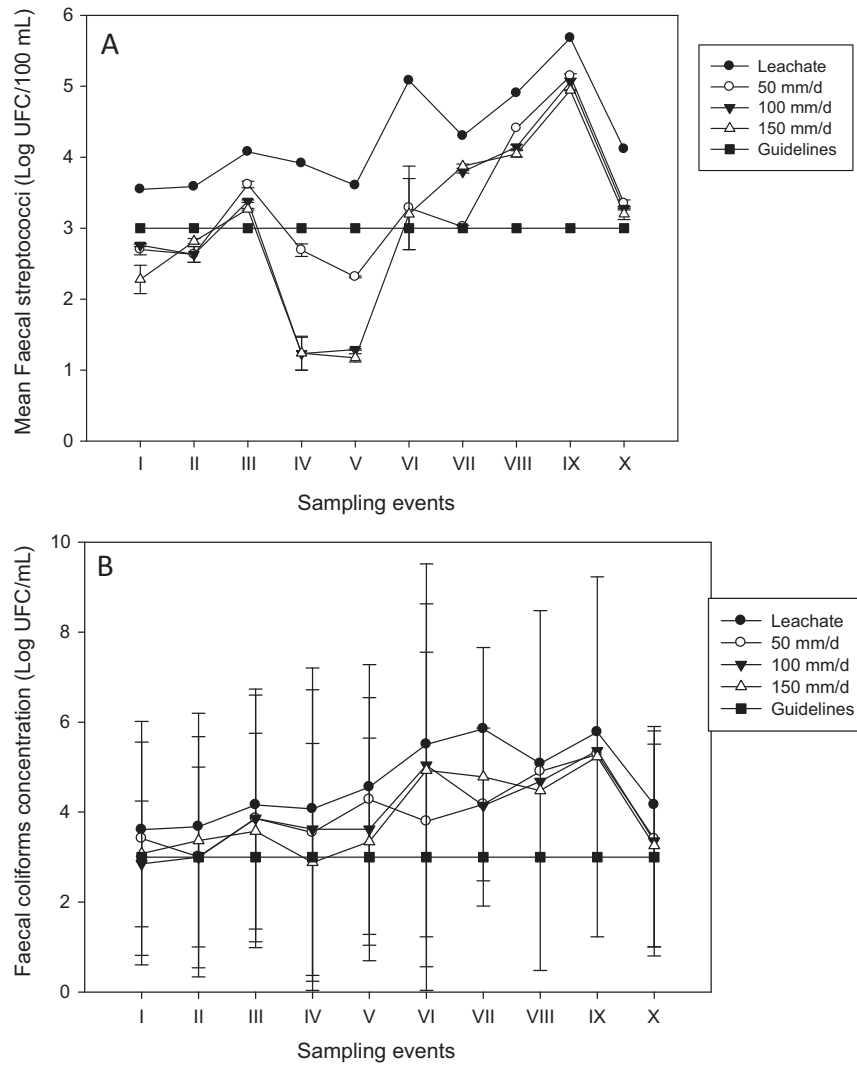 A
Mean Faecal streptococci (Log UFC/100 mL)
6
5
4
3
2
1
0
I II III IV V VI VII VIII IX X
Sampling events
Leachate
50 mm/d
100 mm/d
150 mm/d
Guidelines
B
Faecal coliforms concentration (Log UFC/mL)
10
8
6
4
2
0
I II III IV V VI VII VIII IX X
Sampling events
Leachate
50 mm/d
100 mm/d
150 mm/d
Guidelines